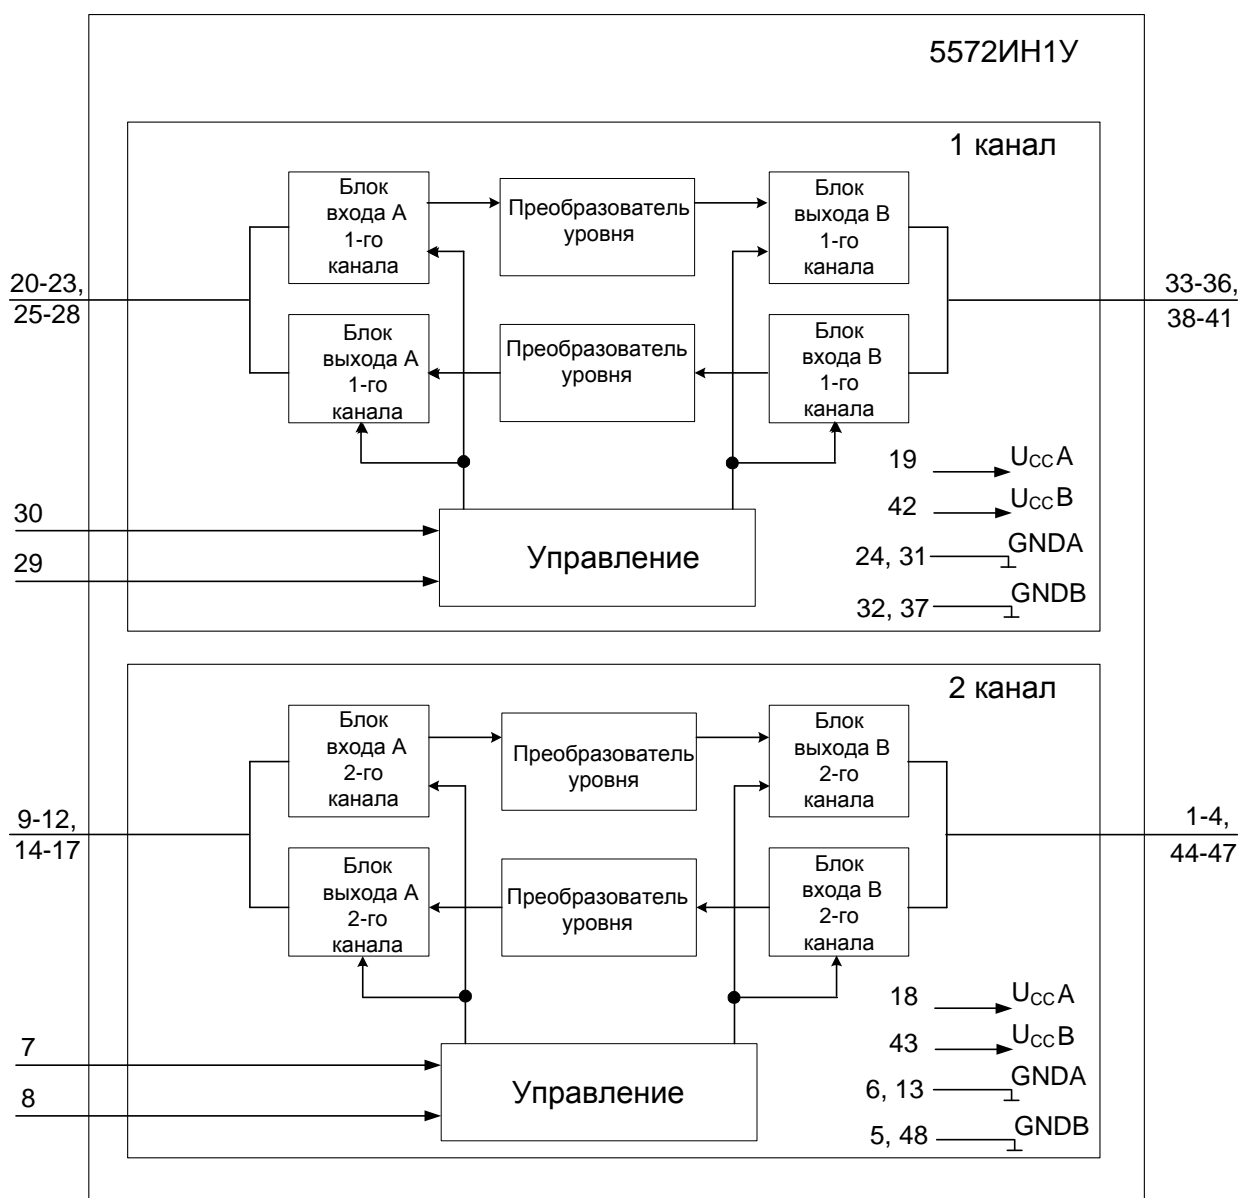 5572ИН1У
1 канал
Блок
входа А
1-го
канала
Преобразователь
уровня
Блок
выхода В
1-го
канала
20-23,
25-28
33-36,
38-41
Блок
выхода А
1-го
канала
Преобразователь
уровня
Блок
входа В
1-го
канала
19
UCCA
42
UCCB
24, 31
GNDA
32, 37
GNDB
30
29
Управление
2 канал
Блок
входа А
2-го
канала
Преобразователь
уровня
Блок
выхода В
2-го
канала
9-12,
14-17
1-4,
44-47
Блок
выхода А
2-го
канала
Преобразователь
уровня
Блок
входа В
2-го
канала
18
UCCA
43
UCCB
6, 13
GNDA
5, 48
GNDB
7
8
Управление